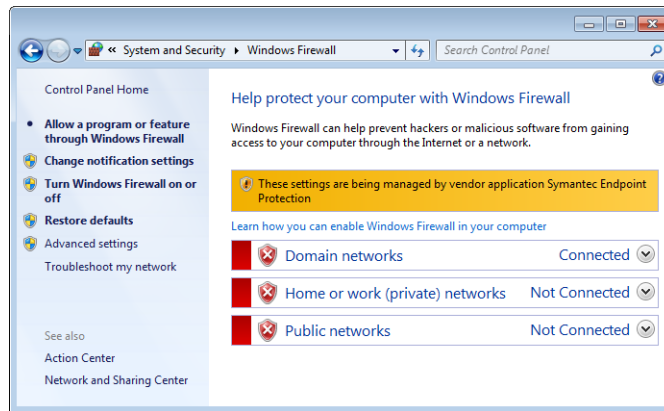 « System and Security ▸ Windows Firewall
Search Control Panel
Control Panel Home
Allow a program or feature
through Windows Firewall
Change notification settings
Turn Windows Firewall on or
off
Restore defaults
Advanced settings
Troubleshoot my network
See also
Action Center
Network and Sharing Center
Help protect your computer with Windows Firewall
Windows Firewall can help prevent hackers or malicious software from gaining
access to your computer through the Internet or a network.
These settings are being managed by vendor application Symantec Endpoint
Protection
Learn how you can enable Windows Firewall in your computer
Domain networks Connected
Home or work (private) networks Not Connected
Public networks Not Connected